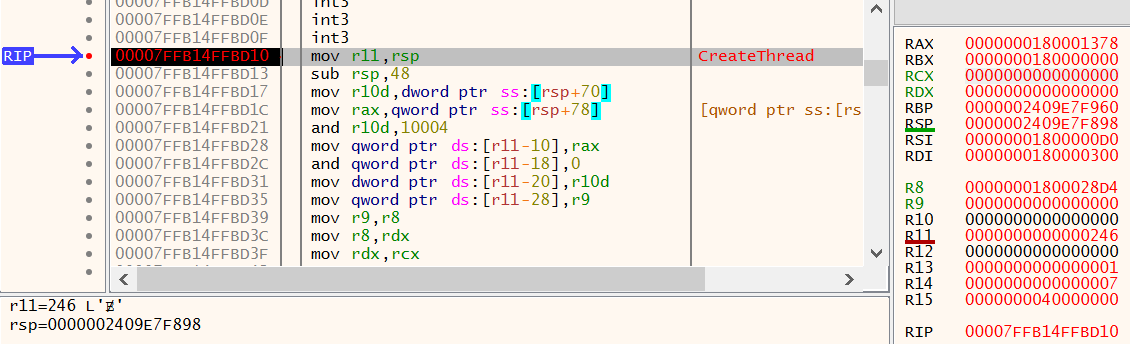 00007FFB14FFBD0D int3
00007FFB14FFBD0E int3
00007FFB14FFBD0F int3
RIP 00007FFB14FFBD10 mov r11,rsp CreateThread
00007FFB14FFBD13 sub rsp,48
00007FFB14FFBD17 mov r10d,dword ptr ss:[rsp+70]
00007FFB14FFBD1C mov rax,qword ptr ss:[rsp+78] [qword ptr ss:[rs
00007FFB14FFBD21 and r10d,10004
00007FFB14FFBD28 mov qword ptr ds:[r11-10],rax
00007FFB14FFBD2C and qword ptr ds:[r11-18],0
00007FFB14FFBD31 mov dword ptr ds:[r11-20],r10d
00007FFB14FFBD35 mov qword ptr ds:[r11-28],r9
00007FFB14FFBD39 mov r9,r8
00007FFB14FFBD3C mov r8,rdx
00007FFB14FFBD3F mov rdx,rcx
r11=246 L'Ɇ'
rsp=0000002409E7F898
RAX 0000000180001378
RBX 0000000180000000
RCX 0000000000000000
RDX 0000000000000000
RBP 0000002409E7F960
RSP 0000002409E7F898
RSI 00000001800000D0
RDI 0000000180000300
R8 00000001800028D4
R9 0000000000000000
R10 0000000000000000
R11 0000000000000246
R12 0000000000000000
R13 0000000000000001
R14 0000000000000007
R15 0000000040000000
RIP 00007FFB14FFBD10